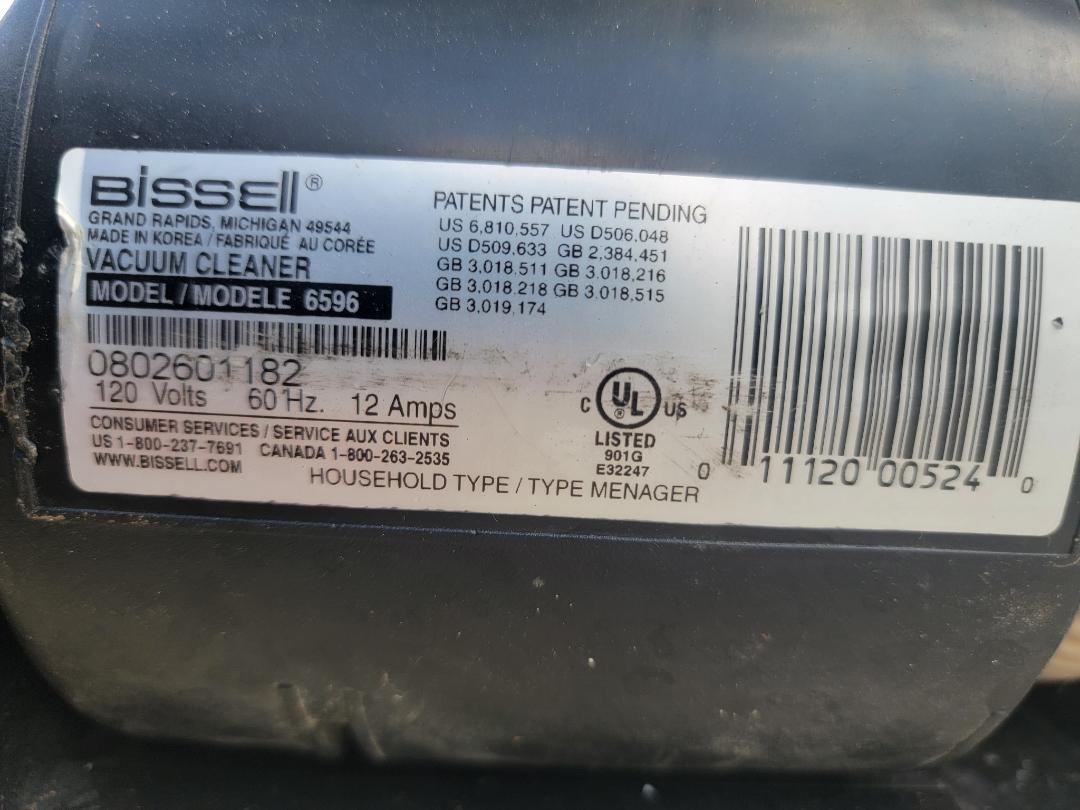 BISSELL®
GRAND RAPIDS, MICHIGAN 49544
MADE IN KOREA / FABRIQUÉ AU CORÉE
VACUUM CLEANER
MODEL / MODELE 6596
0802601182
120 Volts 60 Hz. 12 Amps
CONSUMER SERVICES / SERVICE AUX CLIENTS
US 1-800-237-7691 CANADA 1-800-263-2535
WWW.BISSELL.COM
HOUSEHOLD TYPE / TYPE MENAGER
PATENTS PATENT PENDING
US 6,810,557 US D506,048
US D509,633 GB 2,384,451
GB 3,018,511 GB 3,018,216
GB 3,018,218 GB 3,018,515
GB 3,019,174
C UL® US
LISTED
901G
E32247
0 11120 00524 0